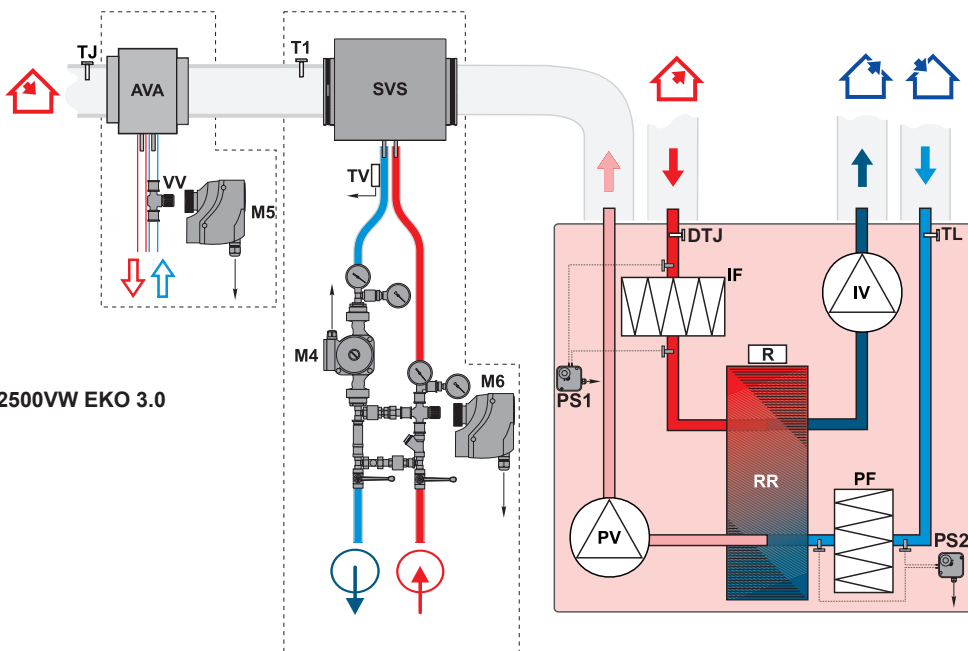 TJ
AVA
T1
SVS
VV
M5
TV
M4
M6
2500VW EKO 3.0
DTJ
TL
IF
IV
R
PS1
RR
PF
PV
PS2